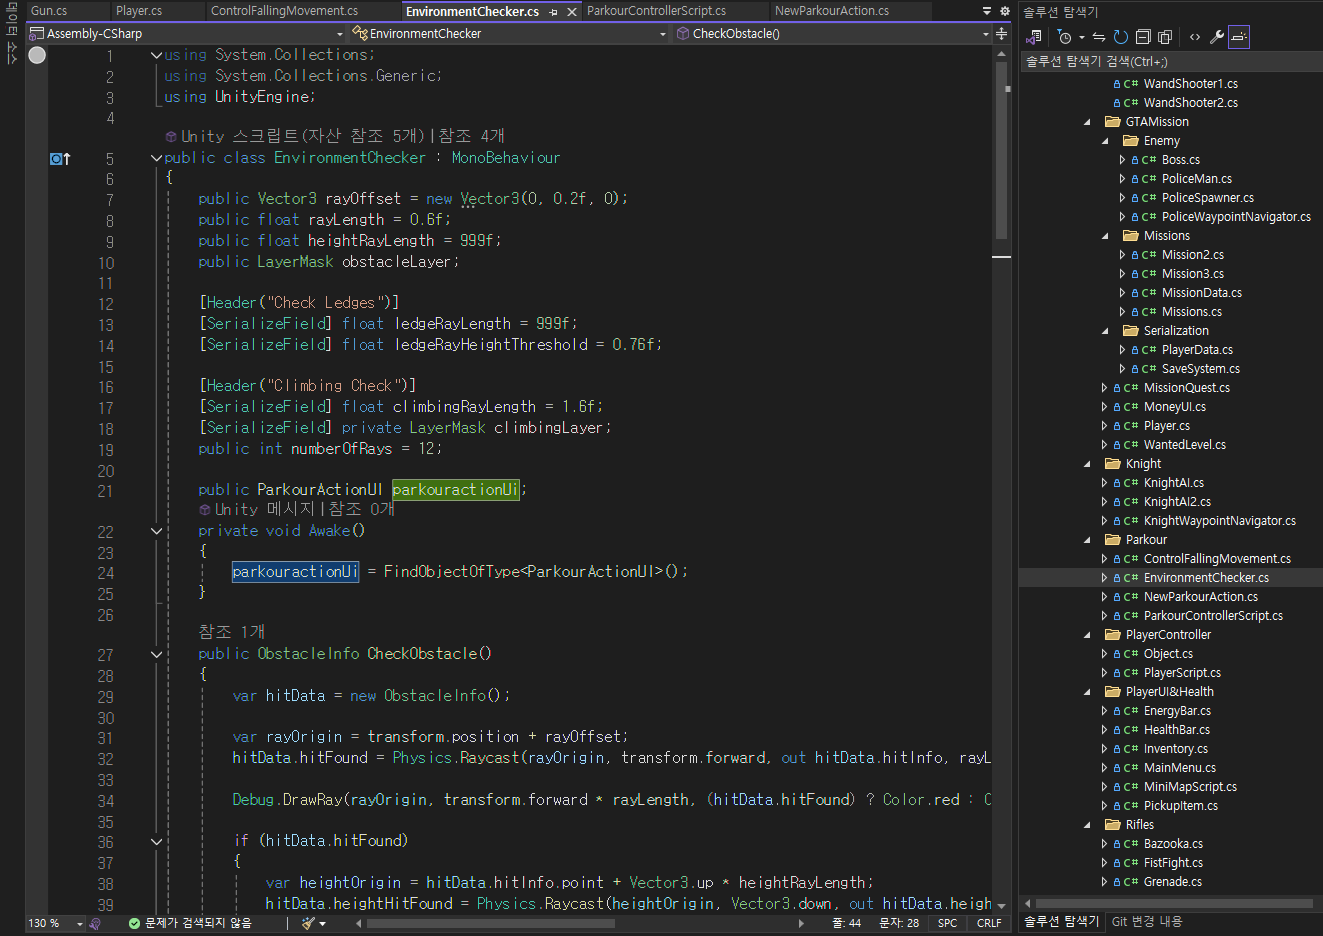 Gun.cs
Player.cs
ControlFallingMovement.cs
EnvironmentChecker.cs
ParkourControllerScript.cs
NewParkourAction.cs
Assembly-CSharp
EnvironmentChecker
CheckObstacle()
1 using System.Collections;
2 using System.Collections.Generic;
3 using UnityEngine;
4
Unity 스크립트(자산 참조 5개)|참조 4개
5 public class EnvironmentChecker : MonoBehaviour
6 {
7 public Vector3 rayOffset = new Vector3(0, 0.2f, 0);
8 public float rayLength = 0.6f;
9 public float heightRayLength = 999f;
10 public LayerMask obstacleLayer;
11
12 [Header("Check Ledges")]
13 [SerializeField] float ledgeRayLength = 999f;
14 [SerializeField] float ledgeRayHeightThreshold = 0.76f;
15
16 [Header("Climbing Check")]
17 [SerializeField] float climbingRayLength = 1.6f;
18 [SerializeField] private LayerMask climbingLayer;
19 public int numberOfRays = 12;
20
21 public ParkourActionUI parkouractionUi;
Unity 메시지|참조 0개
22 private void Awake()
23 {
24 parkouractionUi = FindObjectOfType<ParkourActionUI>();
25 }
26
참조 1개
27 public ObstacleInfo CheckObstacle()
28 {
29 var hitData = new ObstacleInfo();
30
31 var rayOrigin = transform.position + rayOffset;
32 hitData.hitFound = Physics.Raycast(rayOrigin, transform.forward, out hitData.hitInfo, rayL
33
34 Debug.DrawRay(rayOrigin, transform.forward * rayLength, (hitData.hitFound) ? Color.red : C
35
36 if (hitData.hitFound)
37 {
38 var heightOrigin = hitData.hitInfo.point + Vector3.up * heightRayLength;
39 hitData.heightHitFound = Physics.Raycast(heightOrigin, Vector3.down, out hitData.heigh
130 %
문제가 검색되지 않음
줄: 44
문자: 28
SPC
CRLF
솔루션 탐색기
솔루션 탐색기 검색(Ctrl+;)
C# WandShooter1.cs
C# WandShooter2.cs
GTAMission
Enemy
C# Boss.cs
C# PoliceMan.cs
C# PoliceSpawner.cs
C# PoliceWaypointNavigator.cs
Missions
C# Mission2.cs
C# Mission3.cs
C# MissionData.cs
C# Missions.cs
Serialization
C# PlayerData.cs
C# SaveSystem.cs
C# MissionQuest.cs
C# MoneyUI.cs
C# Player.cs
C# WantedLevel.cs
Knight
C# KnightAI.cs
C# KnightAI2.cs
C# KnightWaypointNavigator.cs
Parkour
C# ControlFallingMovement.cs
C# EnvironmentChecker.cs
C# NewParkourAction.cs
C# ParkourControllerScript.cs
PlayerController
C# Object.cs
C# PlayerScript.cs
PlayerUI&Health
C# EnergyBar.cs
C# HealthBar.cs
C# Inventory.cs
C# MainMenu.cs
C# MiniMapScript.cs
C# PickupItem.cs
Rifles
C# Bazooka.cs
C# FistFight.cs
C# Grenade.cs
솔루션 탐색기
Git 변경 내용